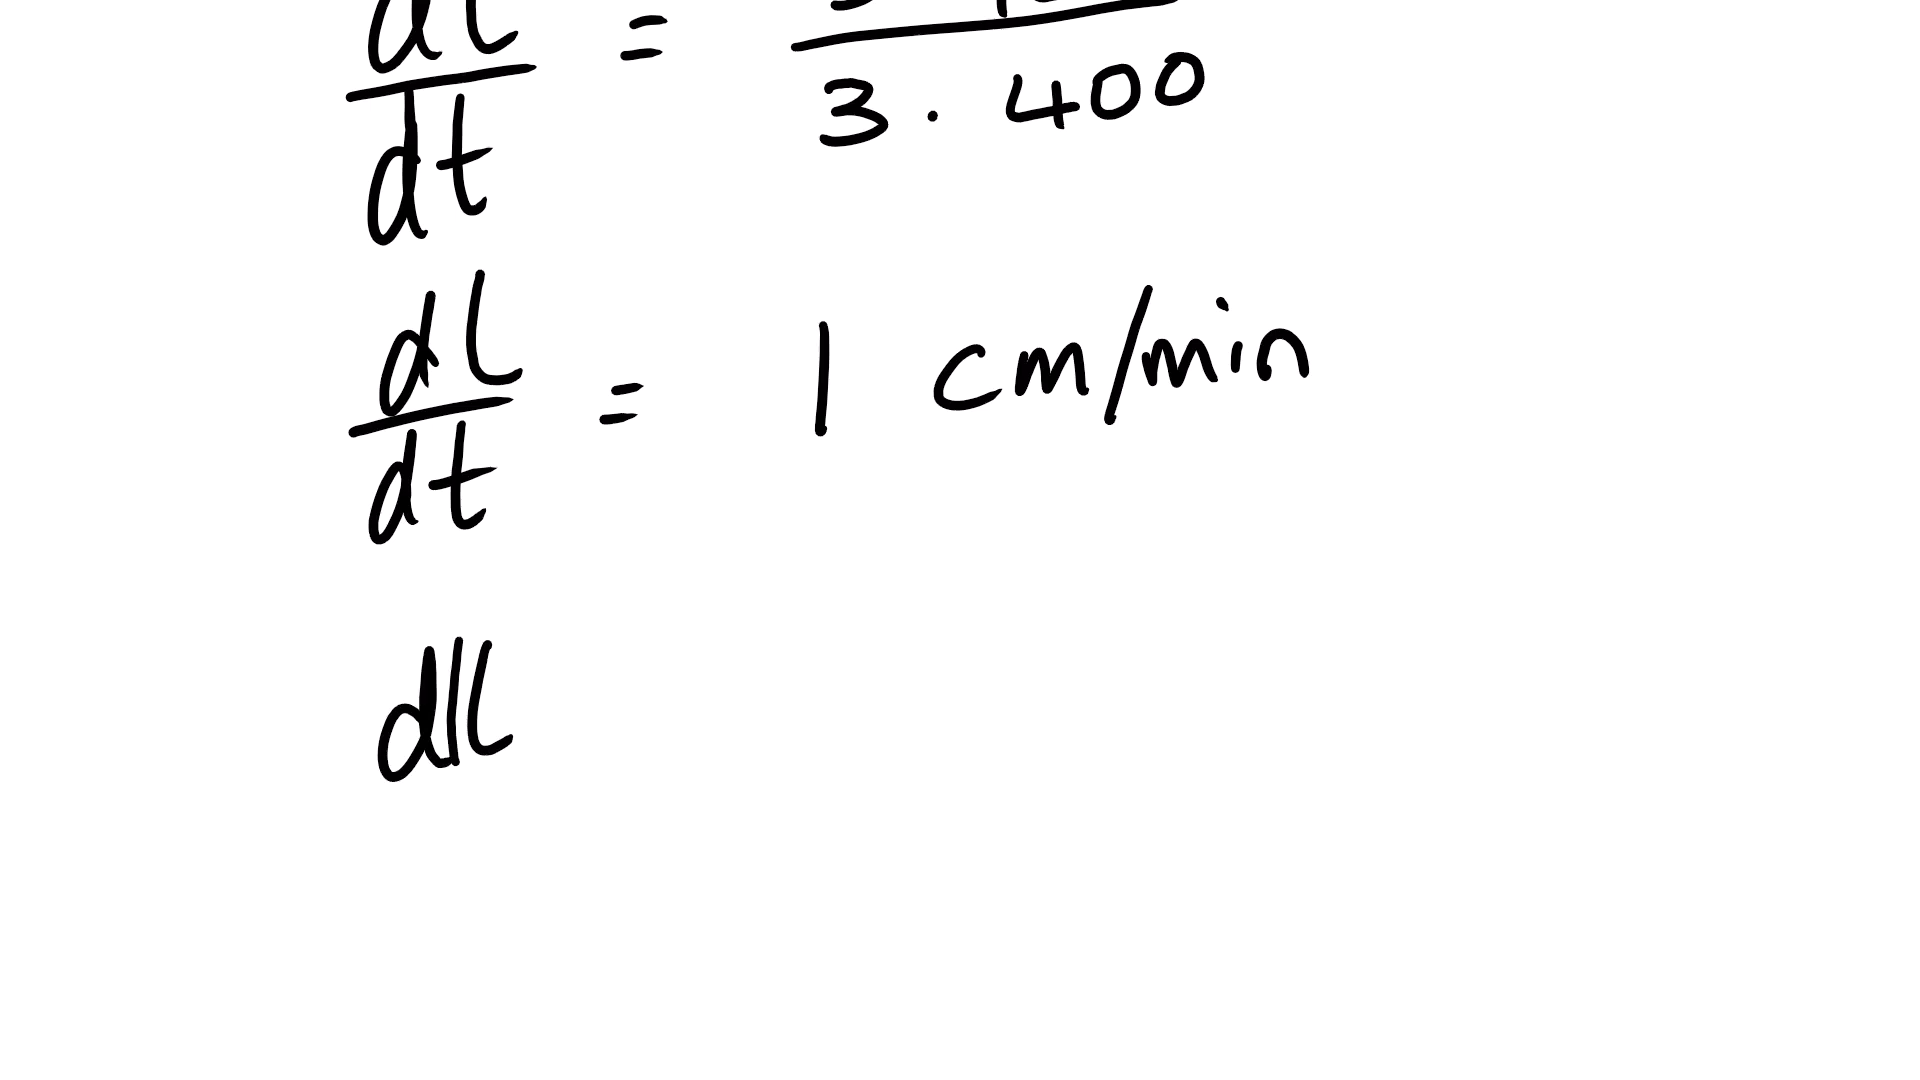 dl
=
dt
3 . 400
dl
= 1 cm/min
dt
dll